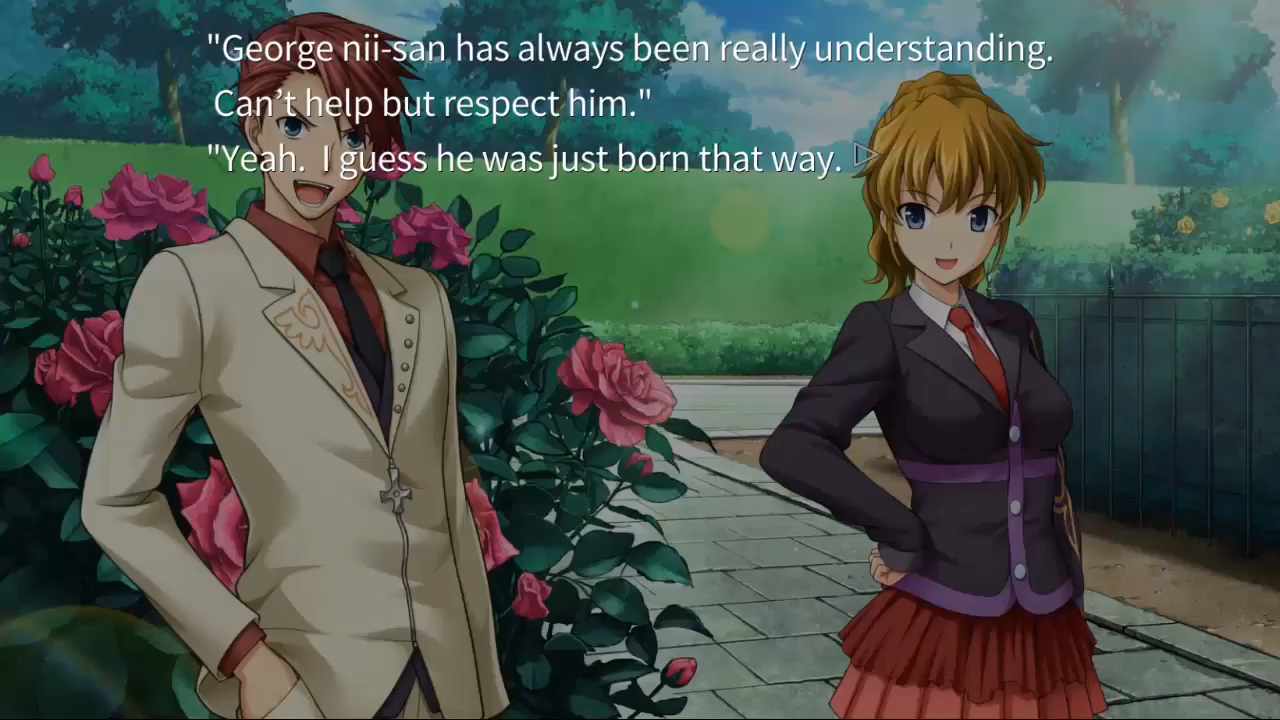 "George nii-san has always been really understanding.
Can’t help but respect him."
"Yeah.  I guess he was just born that way.